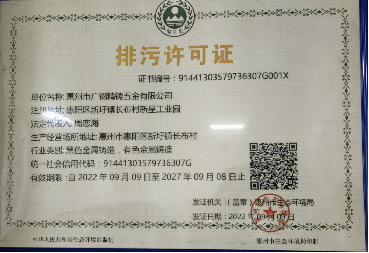 排污许可证
证书编号：91441303579736307G001X
单位名称:惠州市广钢精铸五金有限公司
注册地址:惠阳区新圩镇长布村新星工业园
法定代表人:周恋海
生产经营场所地址:惠州市惠阳区新圩镇长布村
行业类别:黑色金属铸造，有色金属铸造
统一社会信用代码：91441303579736307G
有效期限:自2022年09月09日至2027年09月08日止
发证机关:（盖章）惠州市生态环境局
发证日期:2022年09月09日
中华人民共和国生态环境部监制
惠州市生态环境局印制